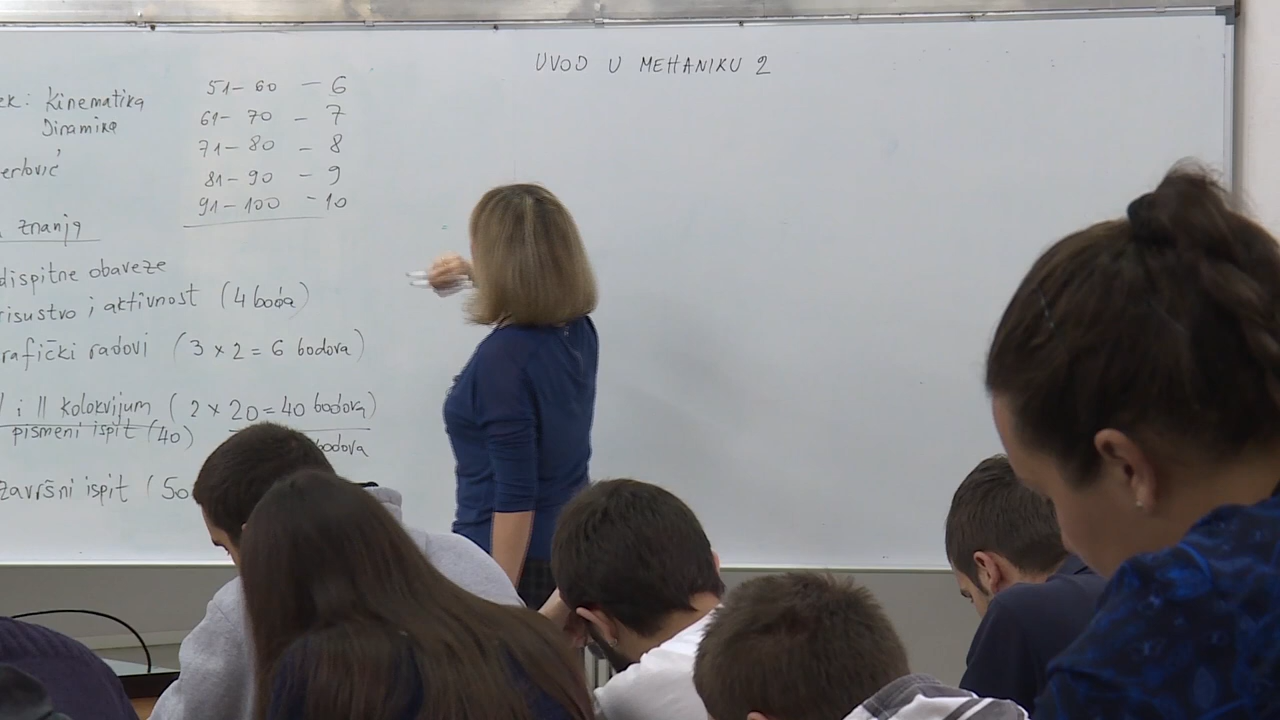 UVOD U MEHANIKU 2
ek: Kinematika
Dinamika
erlović
znanja
51-60 - 6
61-70 - 7
71-80 - 8
81-90 - 9
91-100 - 10
dispitne obaveze
risustvo i aktivnost (4 boda)
rafički radovi (3 x 2 = 6 bodova)
I i II kolokvijum (2 x 20 = 40 bodova)
pismeni ispit (40)
bodova
završni ispit (50